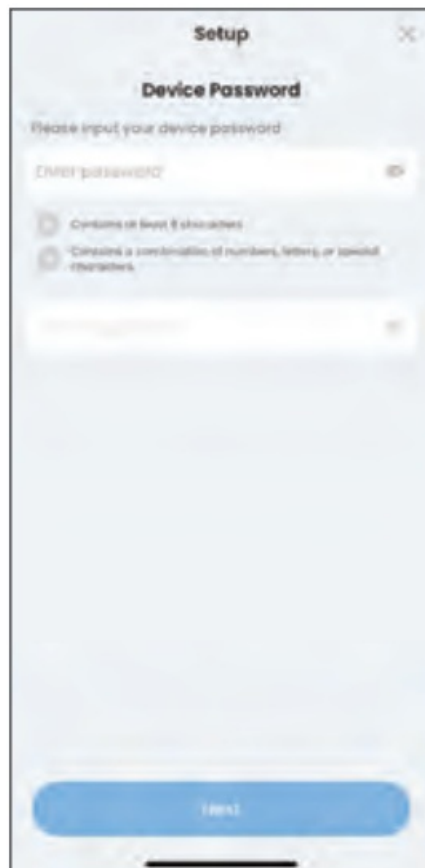 Setup
Device Password
Please input your device password
Enter password
Contains at least 8 characters
Contains a combination of numbers, letters, or special
characters.
Next